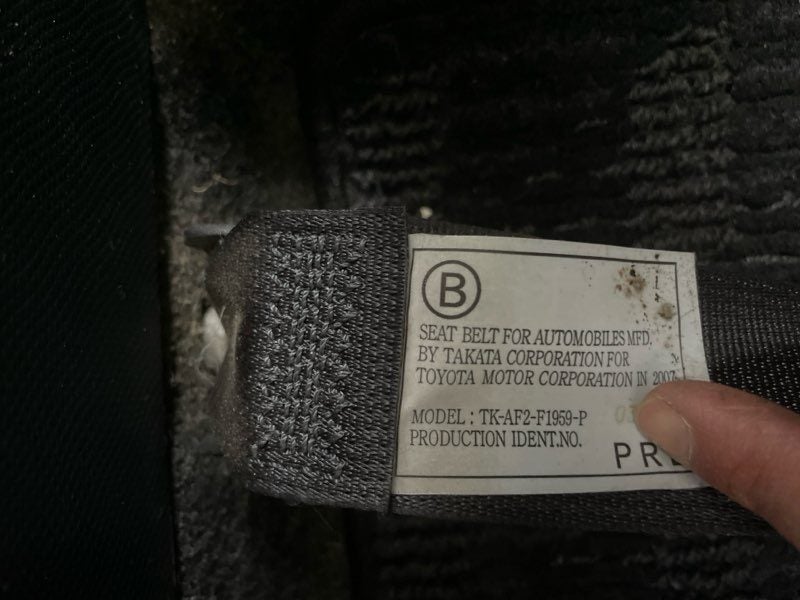 B
SEAT BELT FOR AUTOMOBILES MFD.
BY TAKATA CORPORATION FOR
TOYOTA MOTOR CORPORATION IN 2007
MODEL : TK-AF2-F1959-P
PRODUCTION IDENT.NO.